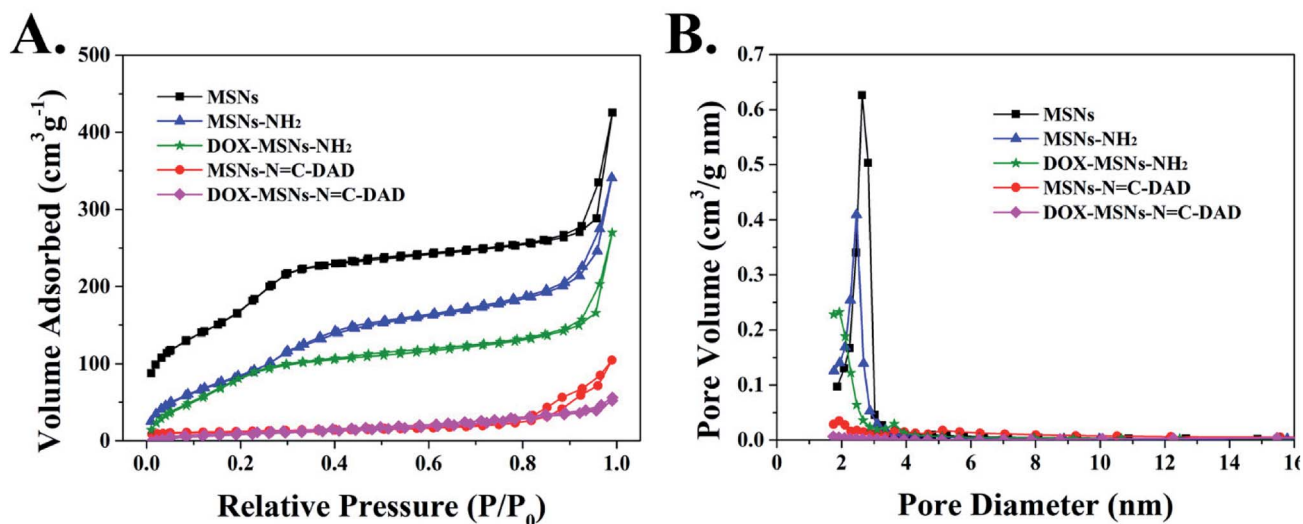 A.
Volume Adsorbed (cm³g⁻¹)
500
400
300
200
100
0
MSNs
MSNs-NH₂
DOX-MSNs-NH₂
MSNs-N=C-DAD
DOX-MSNs-N=C-DAD
0.0 0.2 0.4 0.6 0.8 1.0
Relative Pressure (P/P₀)
B.
Pore Volume (cm³/g nm)
0.7
0.6
0.5
0.4
0.3
0.2
0.1
0.0
MSNs
MSNs-NH₂
DOX-MSNs-NH₂
MSNs-N=C-DAD
DOX-MSNs-N=C-DAD
0 2 4 6 8 10 12 14 16
Pore Diameter (nm)